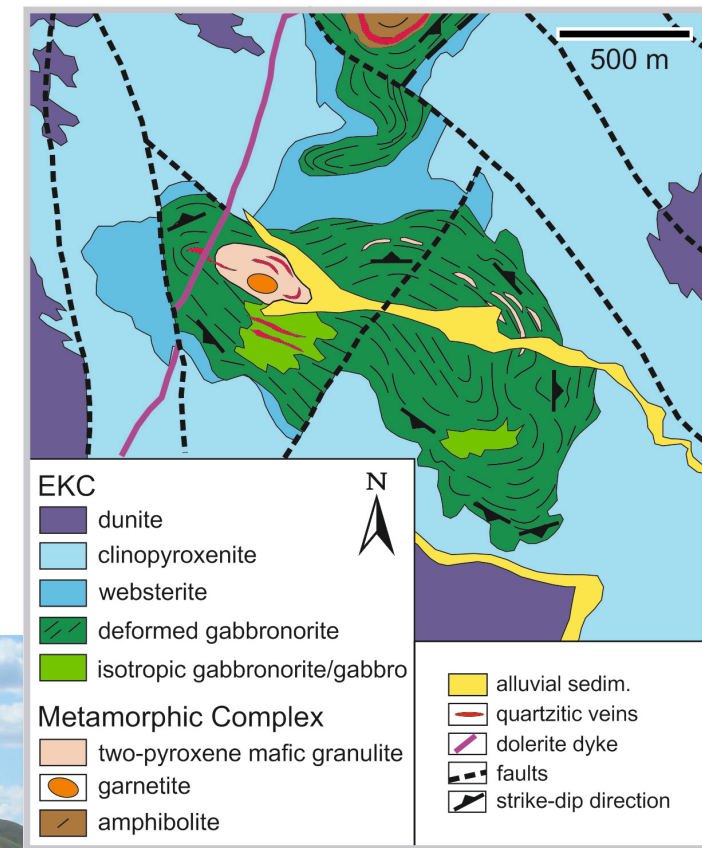 500 m
N
EKC
dunite
clinopyroxenite
websterite
deformed gabbronorite
isotropic gabbronorite/gabbro
Metamorphic Complex
two-pyroxene mafic granulite
garnetite
amphibolite
alluvial sedim.
quartzitic veins
dolerite dyke
faults
strike-dip direction